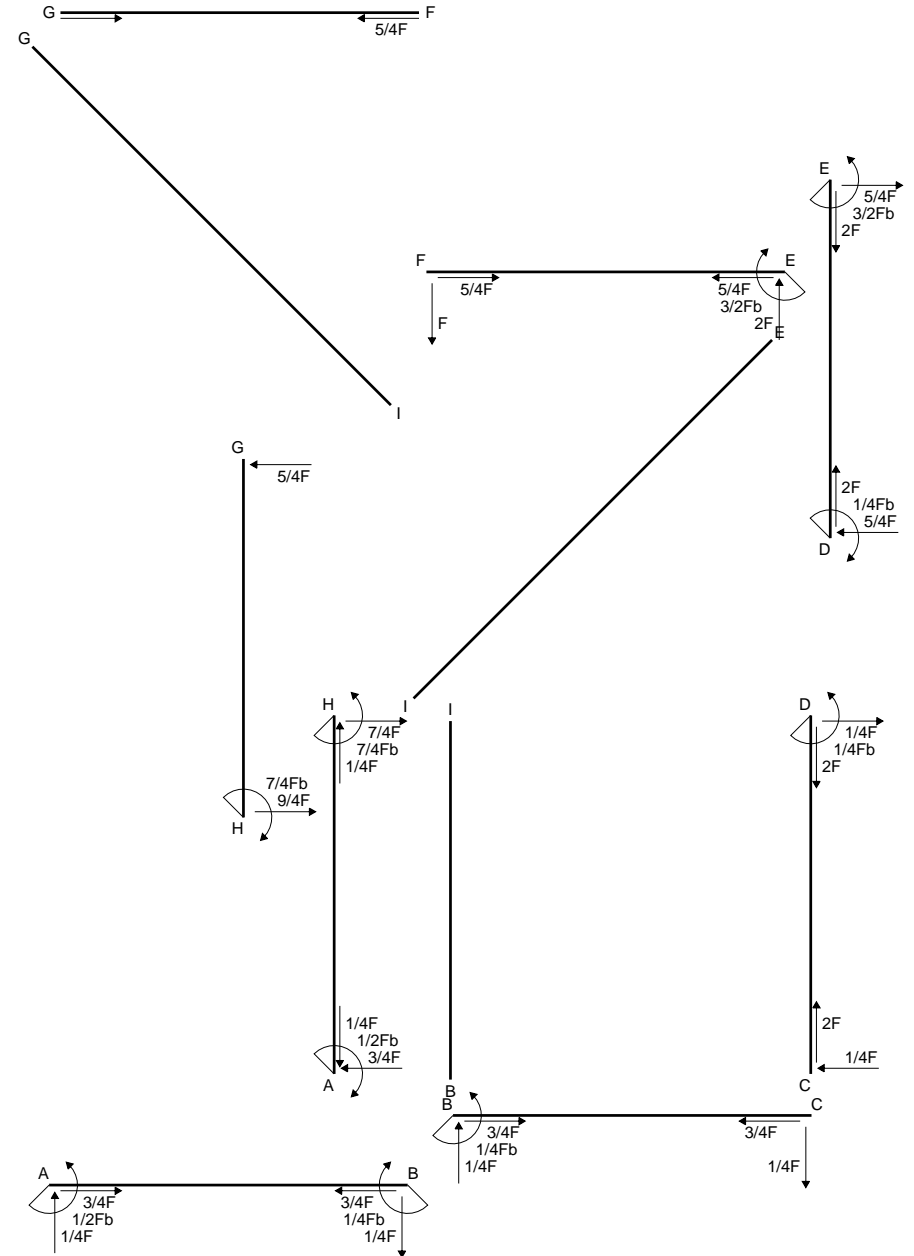 G F
5/4F
G
I
E
5/4F
3/2Fb
2F
F E
5/4F
F
5/4F
3/2Fb
2F
E
I
2F
1/4Fb
5/4F
D
G
5/4F
7/4Fb
9/4F
H
H
7/4F
7/4Fb
1/4F
1/4F
1/2Fb
3/4F
A
I
B
D
1/4F
1/4Fb
2F
2F
1/4F
C
B C
3/4F
1/4Fb
1/4F
3/4F
1/4F
A B
3/4F
1/2Fb
1/4F
3/4F
1/4Fb
1/4F